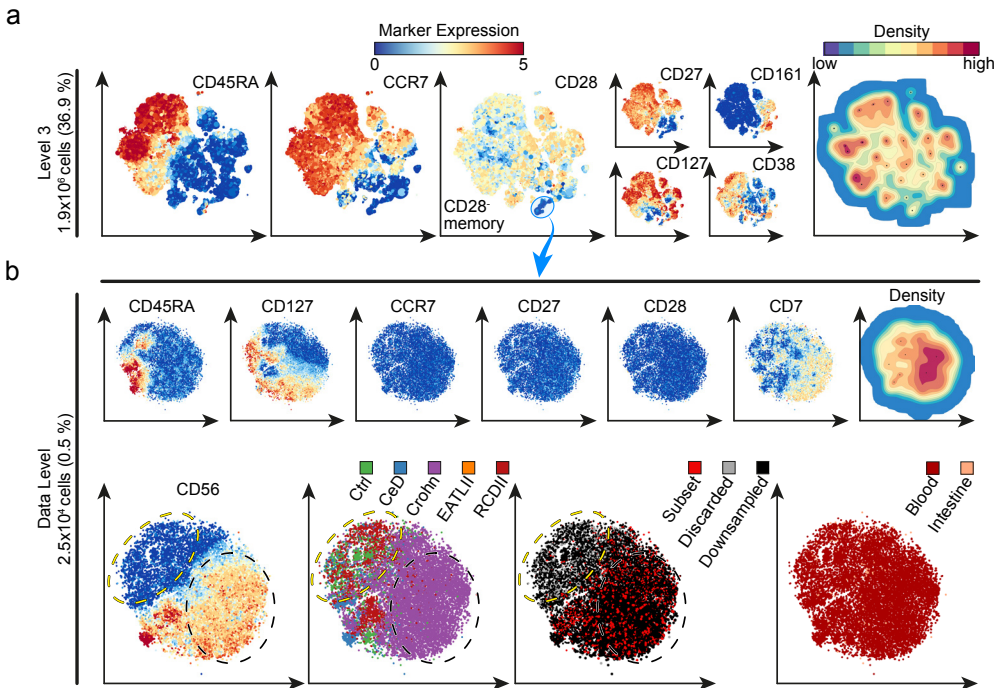 a
Marker Expression
0
5
Density
low
high
Level 3
1.9x10⁶ cells (36.9 %)
CD45RA
CCR7
CD28
CD28⁻
memory
CD27
CD161
CD127
CD38
b
Data Level
2.5x10⁴ cells (0.5 %)
CD45RA
CD127
CCR7
CD27
CD28
CD7
Density
CD56
Ctrl
CeD
Crohn
EATLII
RCDII
Subset
Discarded
Downsampled
Blood
Intestine